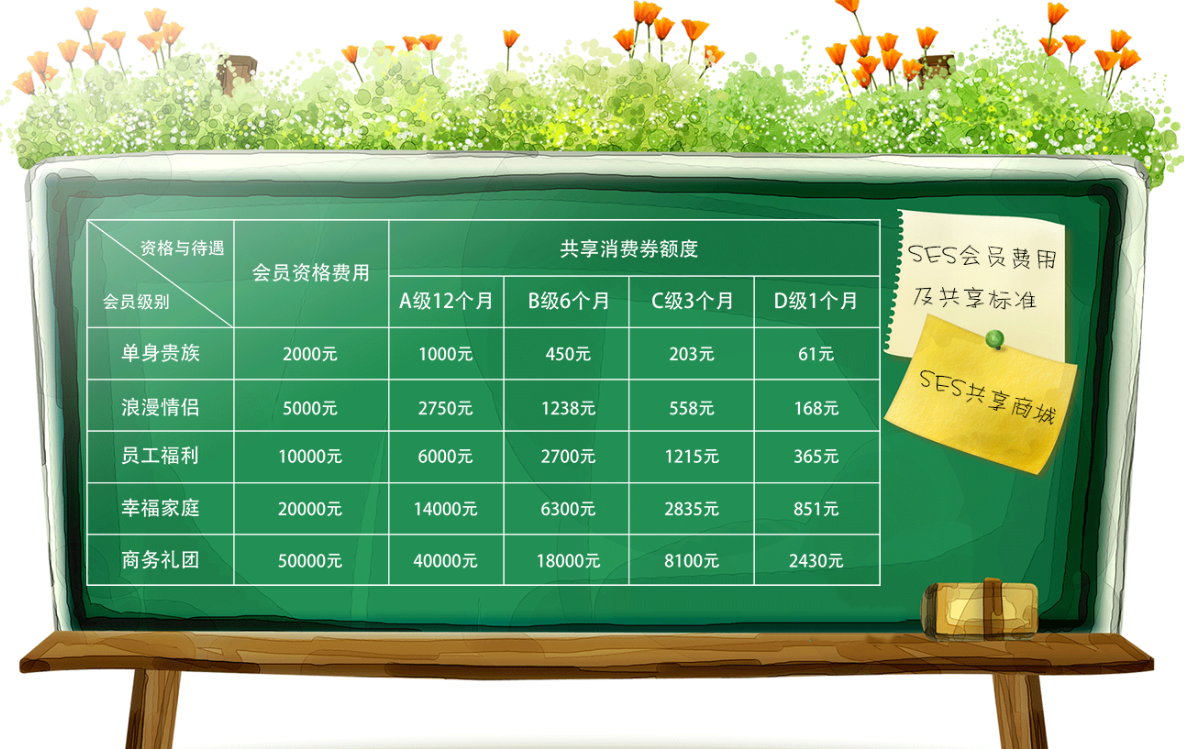 资格与待遇
会员级别
会员资格费用
共享消费券额度
A级12个月 B级6个月 C级3个月 D级1个月
单身贵族 2000元 1000元 450元 203元 61元
浪漫情侣 5000元 2750元 1238元 558元 168元
员工福利 10000元 6000元 2700元 1215元 365元
幸福家庭 20000元 14000元 6300元 2835元 851元
商务礼团 50000元 40000元 18000元 8100元 2430元
SES会员费用
及共享标准
SES共享商城